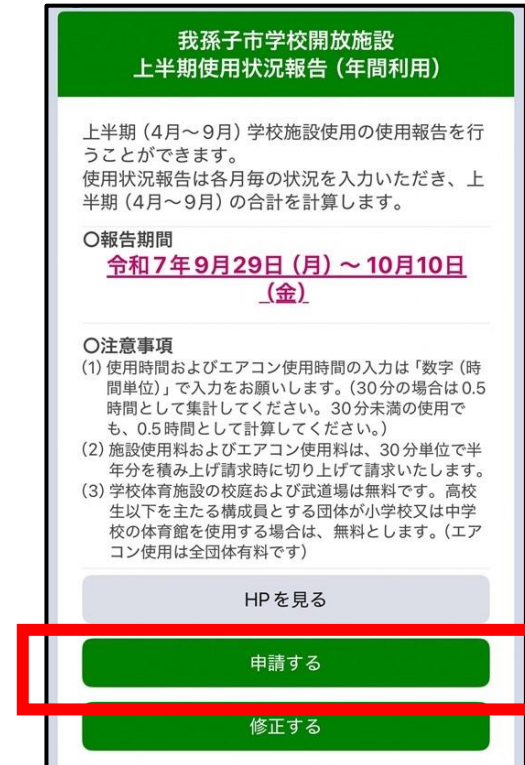 我孫子市学校開放施設
上半期使用状況報告（年間利用）
上半期（4月～9月）学校施設使用の使用報告を行
うことができます。
使用状況報告は各月毎の状況を入力いただき、上
半期（4月～9月）の合計を計算します。
〇報告期間
令和7年9月29日（月）～10月10日
（金）
〇注意事項
(1) 使用時間およびエアコン使用時間の入力は「数字（時
間単位）」で入力をお願いします。（30分の場合は0.5
時間として集計してください。30分未満の使用で
も、0.5時間として計算してください。）
(2) 施設使用料およびエアコン使用料は、30分単位で半
年分を積み上げ請求時に切り上げて請求いたします。
(3) 学校体育施設の校庭および武道場は無料です。高校
生以下を主たる構成員とする団体が小学校又は中学
校の体育館を使用する場合は、無料とします。（エア
コン使用は全団体有料です）
HPを見る
申請する
修正する